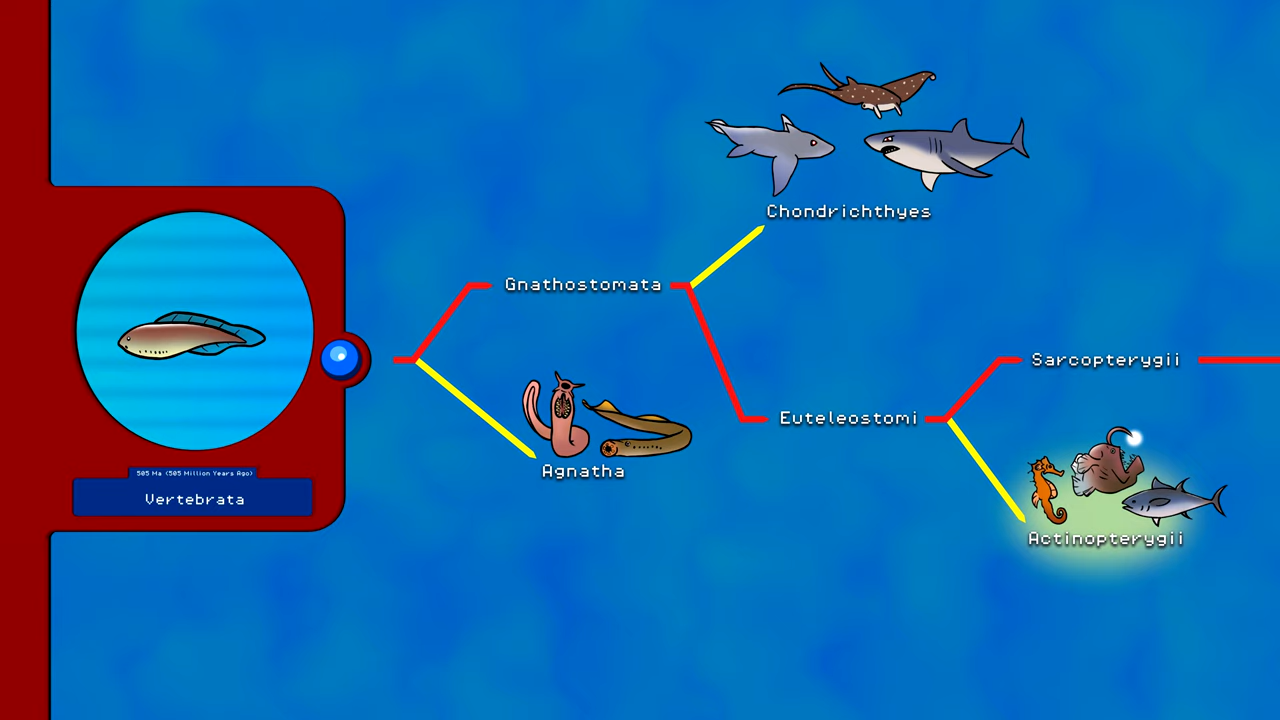 Chondrichthyes
Gnathostomata
Sarcopterygii
Euteleostomi
Agnatha
505 Ma (505 Million Years Ago)
Vertebrata
Actinopterygii